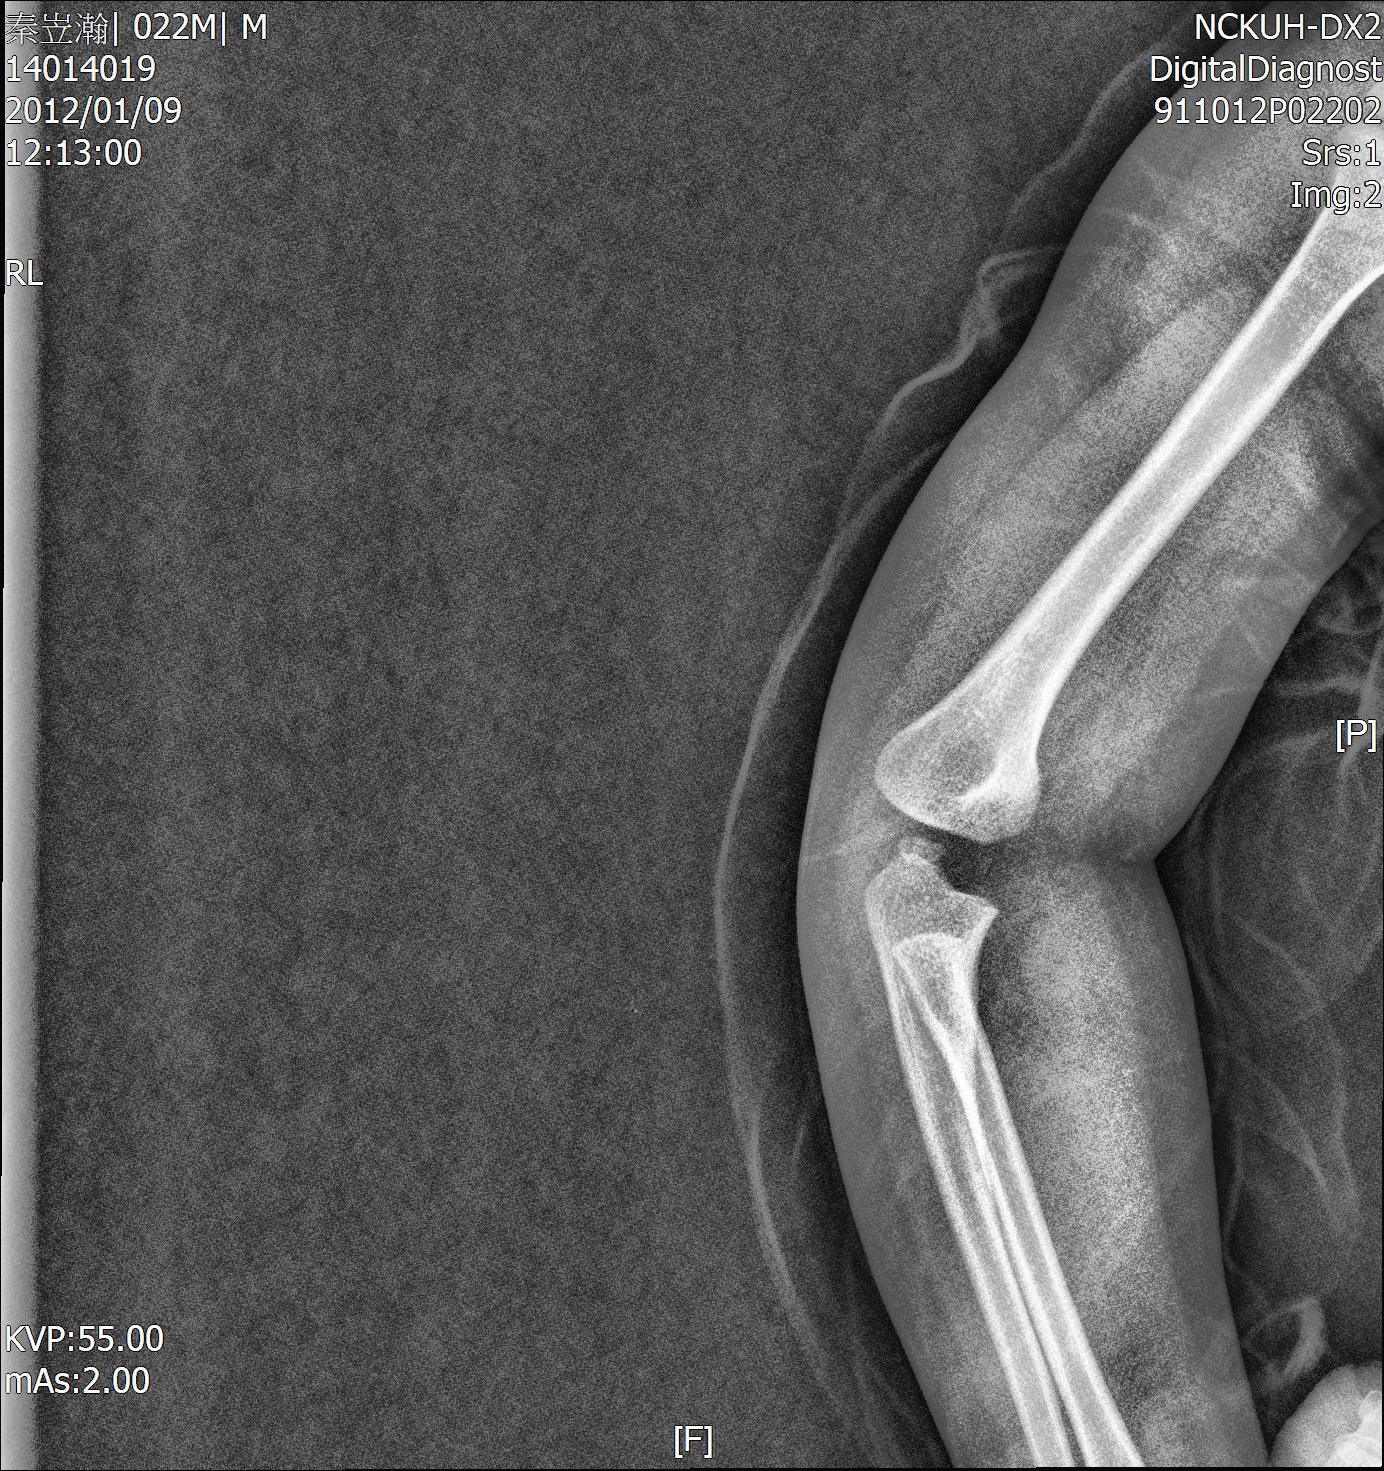 秦岦瀚| 022M| M
14014019
2012/01/09
12:13:00
NCKUH-DX2
DigitalDiagnost
911012P02202
Srs:1
Img:2
RL
[P]
KVP:55.00
mAs:2.00
[F]